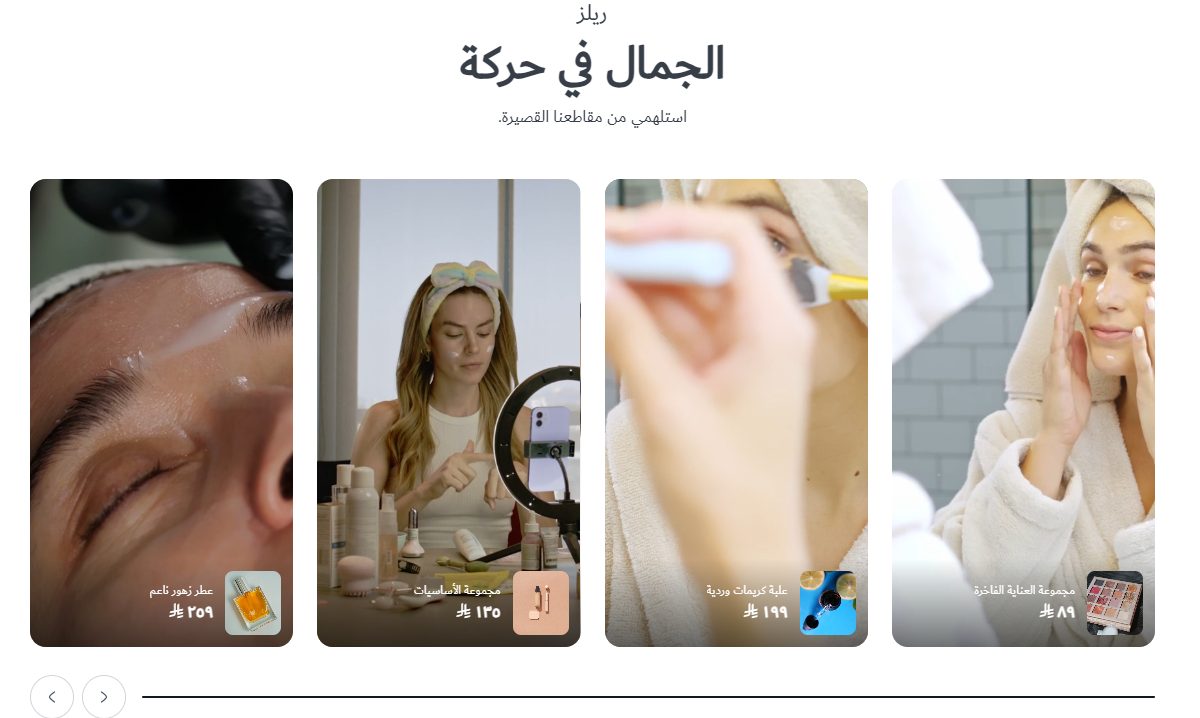 ريلز
الجمال في حركة
استلهمي من مقاطعنا القصيرة.
مجموعة العناية الفاخرة
٨٩
علبة كريمات وردية
١٩٩
مجموعة الأساسيات
١٣٥
عطر زهور ناعم
٢٥٩